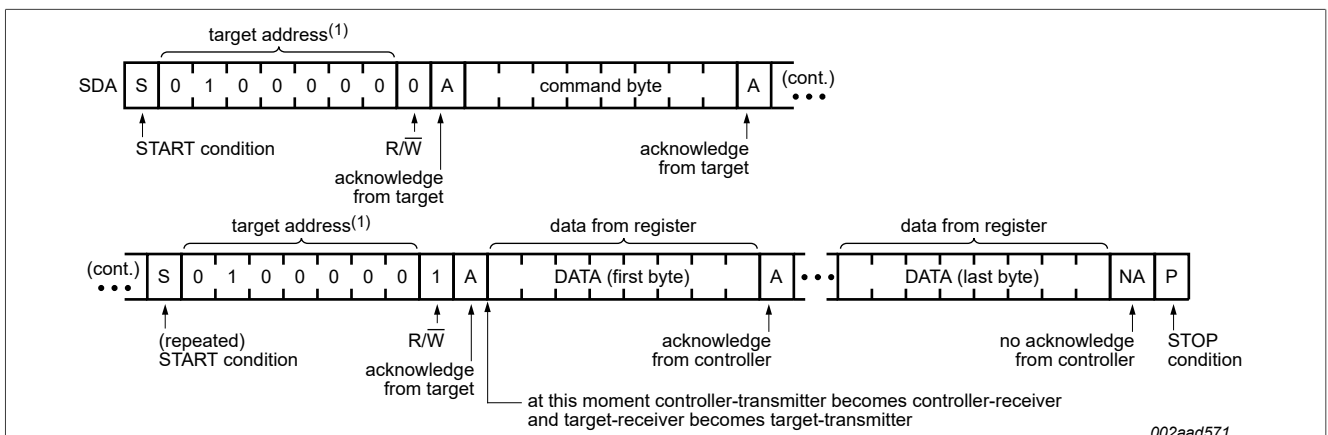 target address(1)
SDA S 0 1 0 0 0 0 0 0 A command byte A (cont.)
START condition R/W̅ acknowledge from target acknowledge from target
target address(1) data from register data from register
(cont.) S 0 1 0 0 0 0 0 1 A DATA (first byte) A DATA (last byte) NA P
(repeated) START condition R/W̅ acknowledge from target acknowledge from controller no acknowledge from controller STOP condition
at this moment controller-transmitter becomes controller-receiver
and target-receiver becomes target-transmitter
002aad571